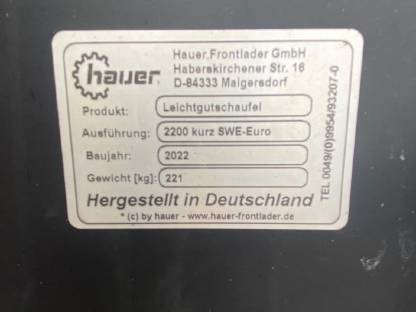 hauer
Hauer Frontlader GmbH
Haberskirchener Str. 16
D-84333 Malgersdorf
Produkt: Leichtgutschaufel
Ausführung: 2200 kurz SWE-Euro
Baujahr: 2022
Gewicht [kg]: 221
Hergestellt in Deutschland
* (c) by hauer - www.hauer-frontlader.de
TEL 0049/(0)9954/93207-0